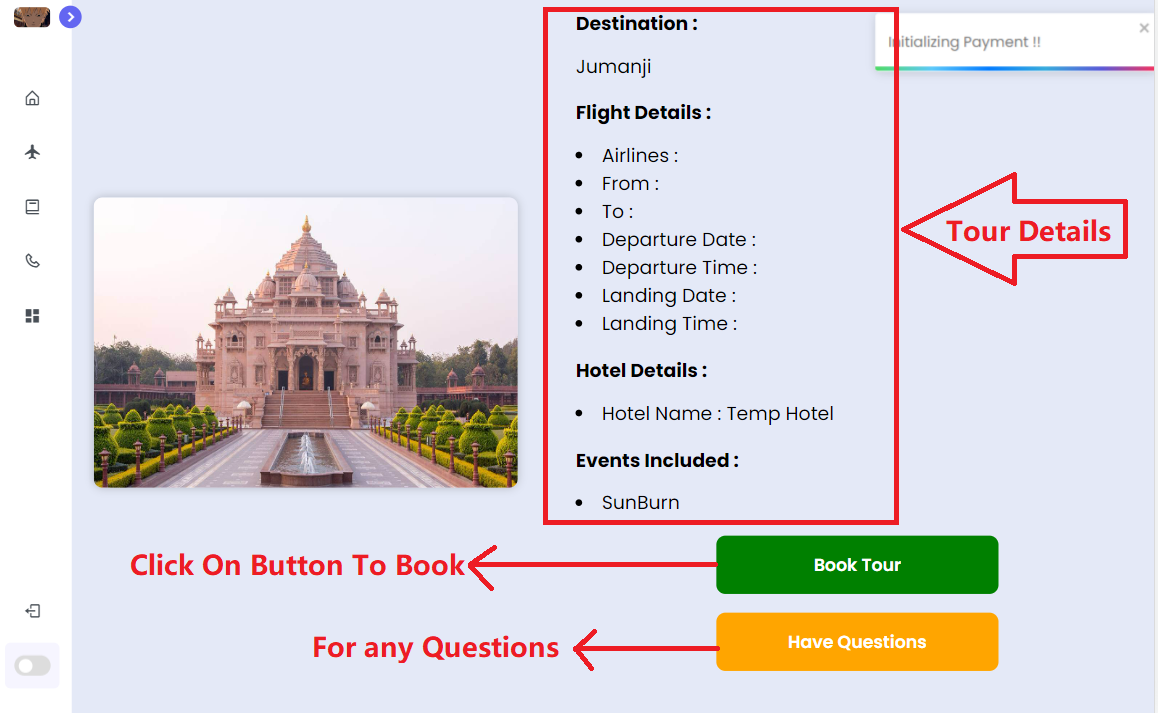 Destination :
Initializing Payment !!
Jumanji
Flight Details :
Airlines :
From :
To :
Departure Date :
Departure Time :
Landing Date :
Landing Time :
Tour Details
Hotel Details :
Hotel Name : Temp Hotel
Events Included :
SunBurn
Click On Button To Book
Book Tour
For any Questions
Have Questions